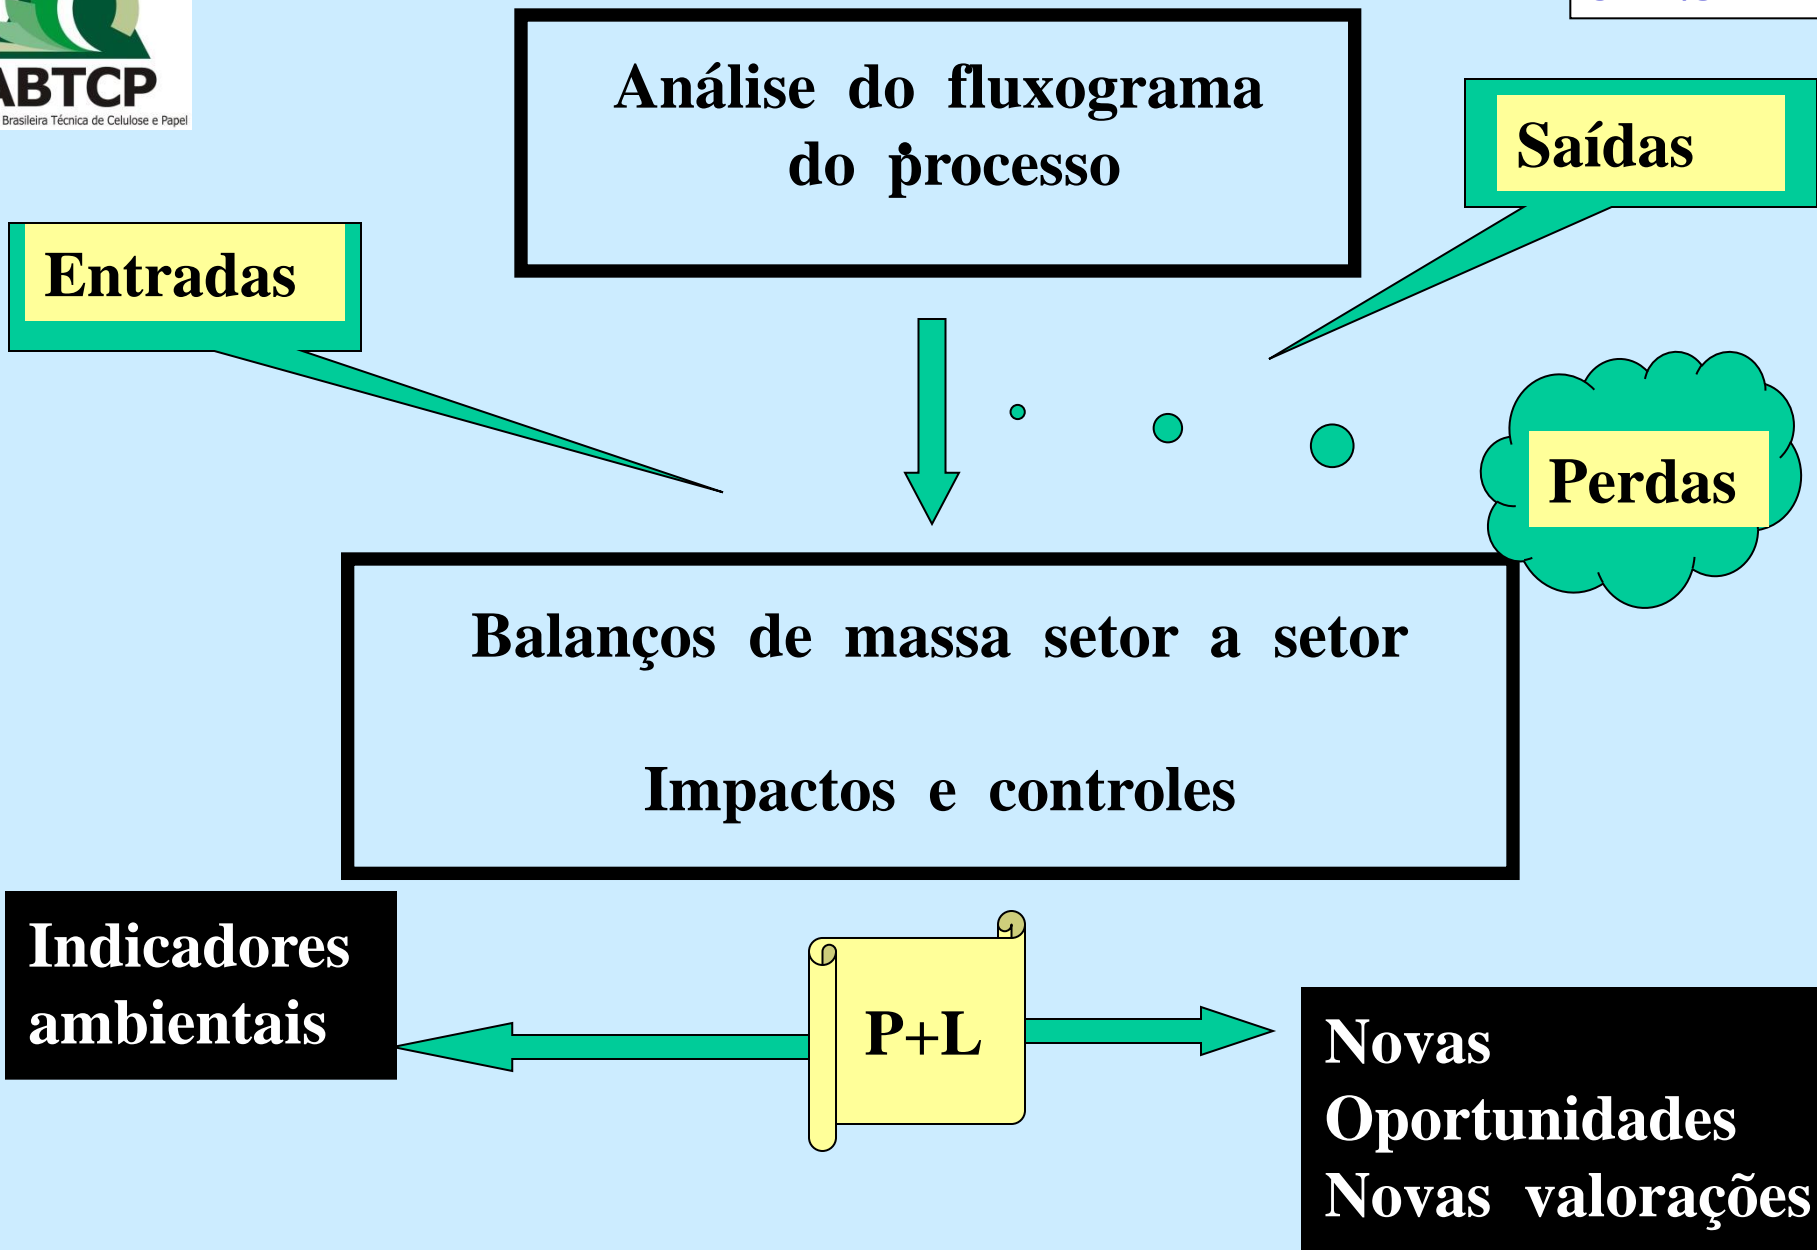 ABTCP
Brasileira Técnica de Celulose e Papel
Análise do fluxograma
do processo
Saídas
Entradas
Perdas
Balanços de massa setor a setor
Impactos e controles
Indicadores
ambientais
P+L
Novas
Oportunidades
Novas valorações